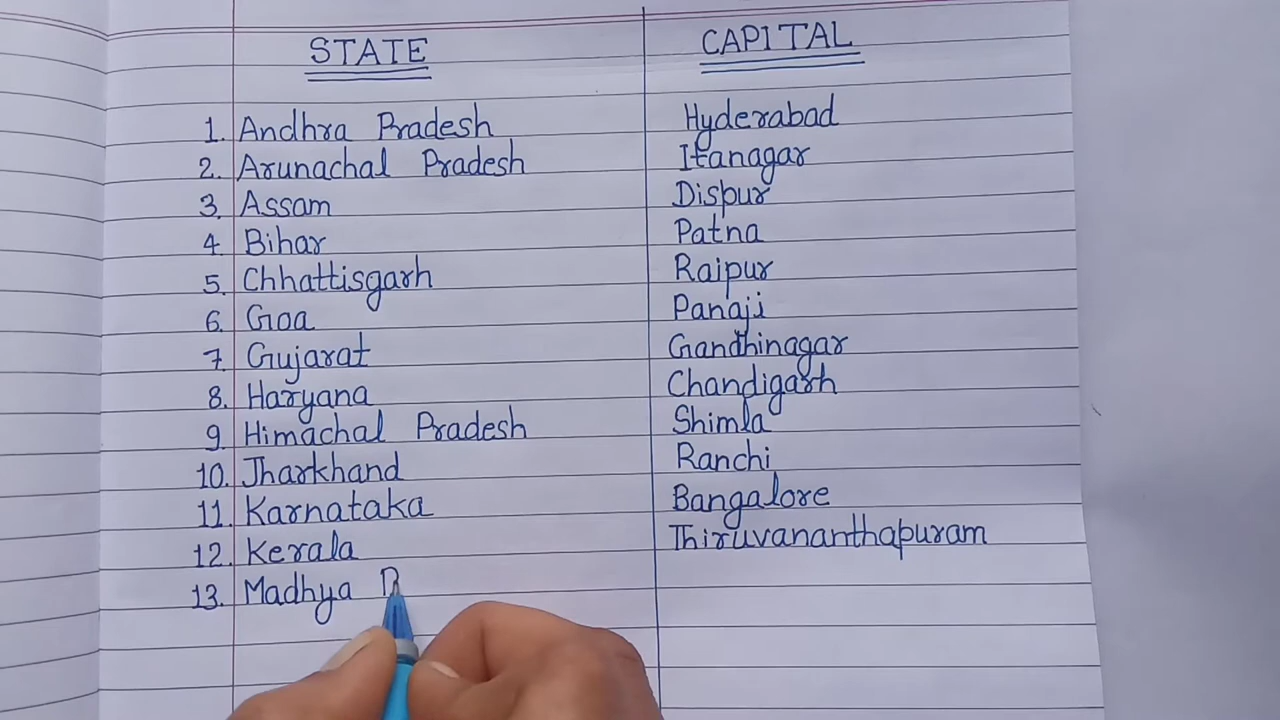 STATE CAPITAL
1. Andhra Pradesh Hyderabad
2. Arunachal Pradesh Itanagar
3. Assam Dispur
4. Bihar Patna
5. Chhattisgarh Raipur
6. Goa Panaji
7. Gujarat Gandhinagar
8. Haryana Chandigarh
9. Himachal Pradesh Shimla
10. Jharkhand Ranchi
11. Karnataka Bangalore
12. Kerala Thiruvananthapuram
13. Madhya P